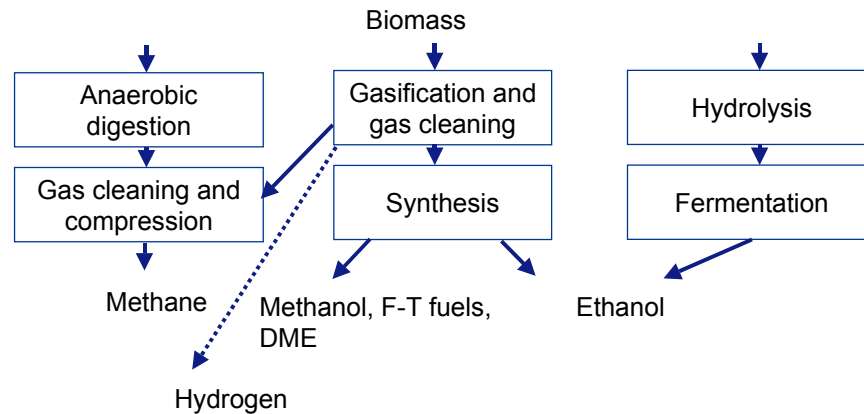 Biomass
Anaerobic
digestion
Gasification and
gas cleaning
Hydrolysis
Gas cleaning and
compression
Synthesis
Fermentation
Methane
Methanol, F-T fuels,
DME
Ethanol
Hydrogen